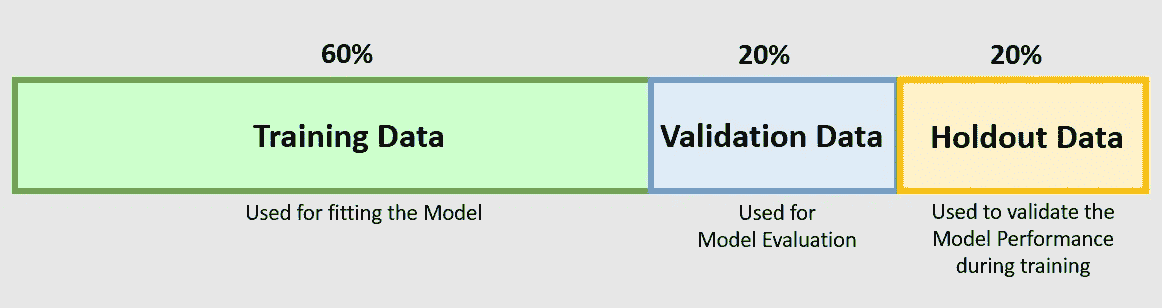 60%
20%
20%
Training Data
Validation Data
Holdout Data
Used for fitting the Model
Used for
Model Evaluation
Used to validate the
Model Performance
during training